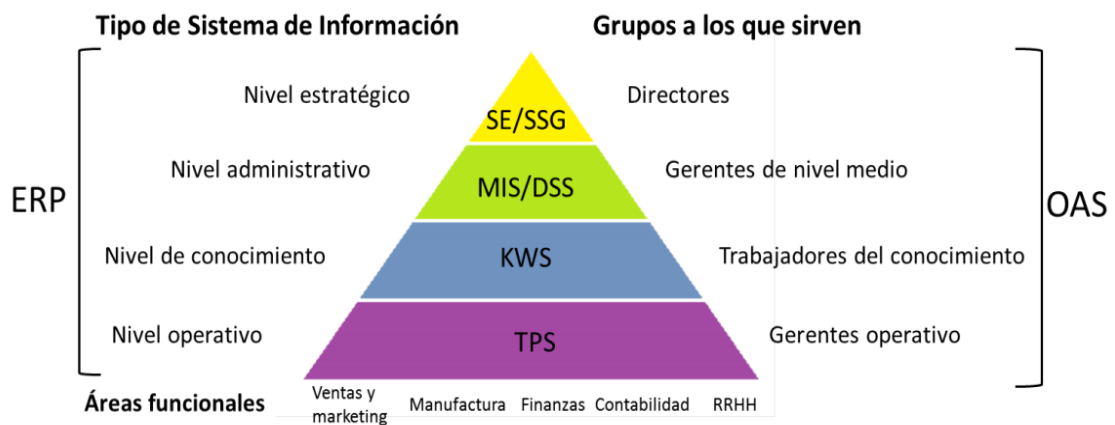 Tipo de Sistema de Información
Grupos a los que sirven
Nivel estratégico
SE/SSG
Directores
Nivel administrativo
MIS/DSS
Gerentes de nivel medio
ERP
OAS
Nivel de conocimiento
KWS
Trabajadores del conocimiento
Nivel operativo
TPS
Gerentes operativo
Áreas funcionales
Ventas y
marketing
Manufactura
Finanzas
Contabilidad
RRHH